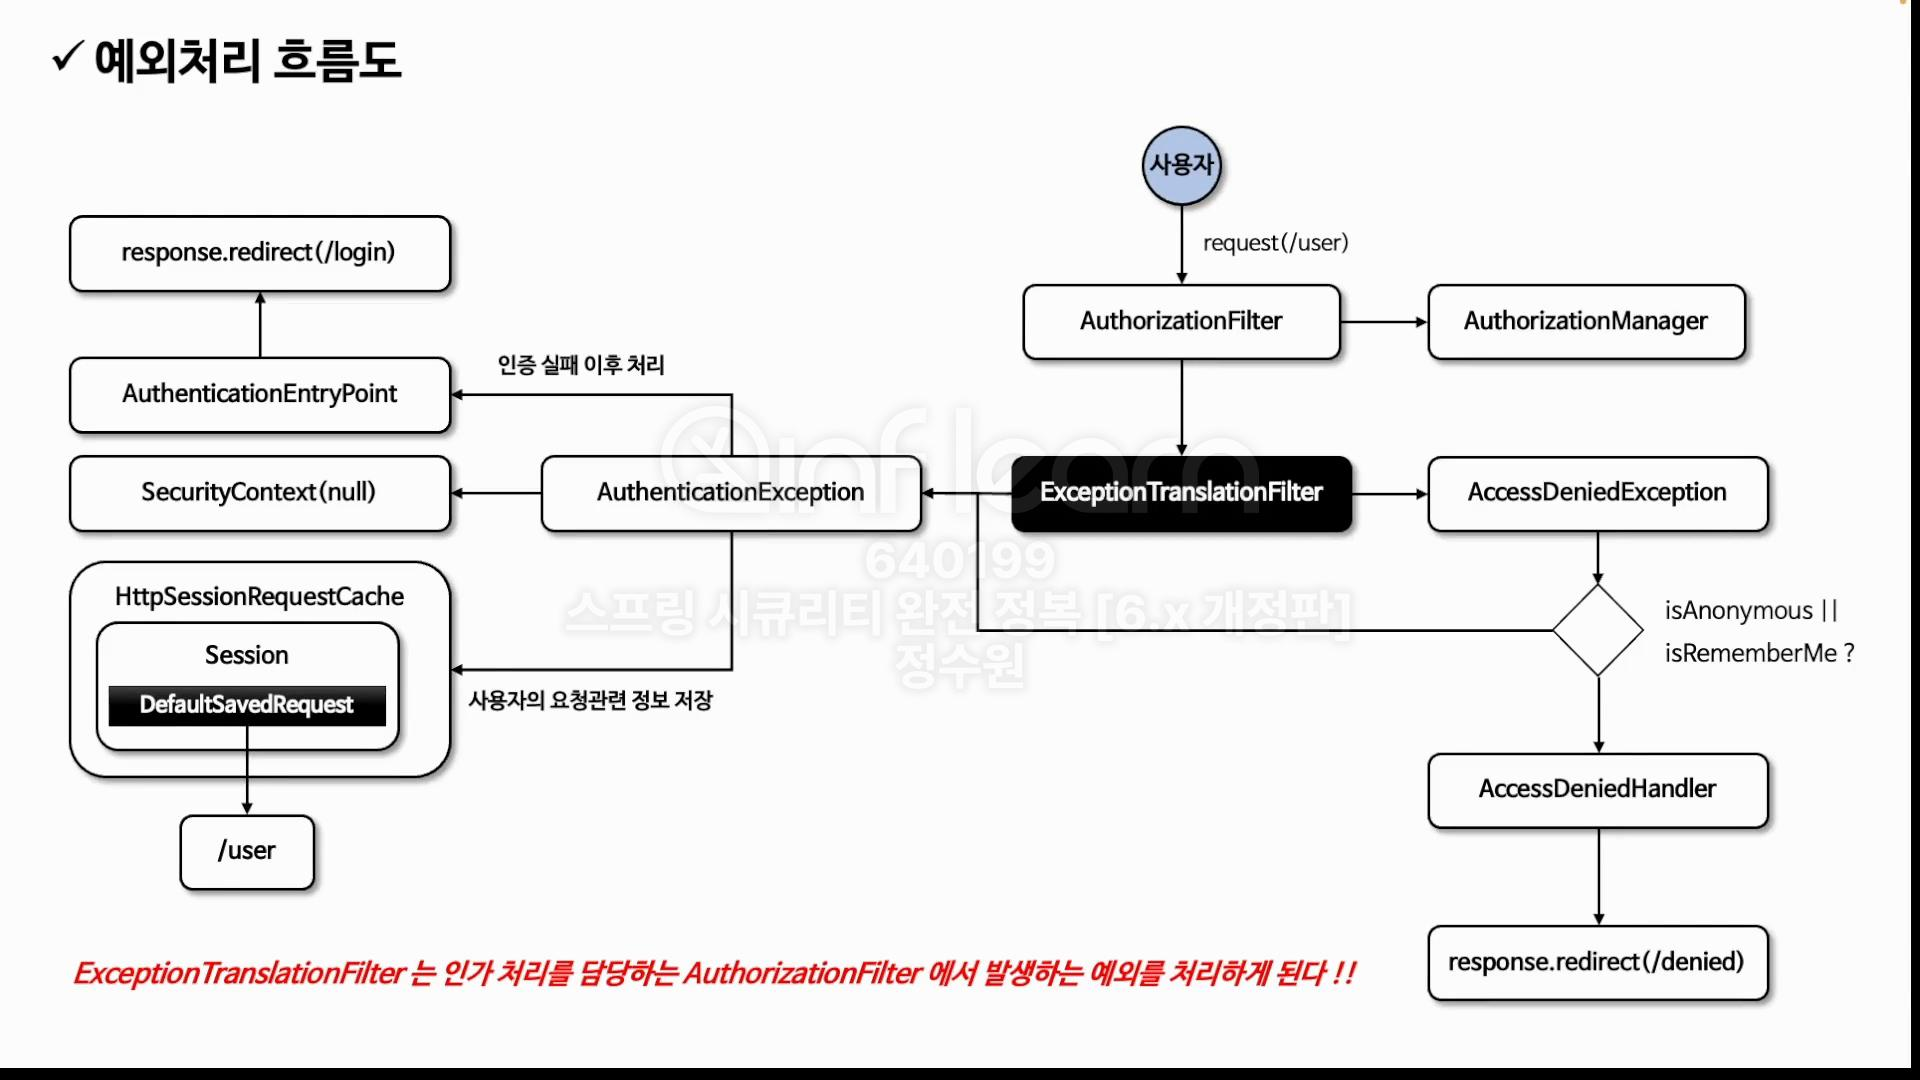 ✓ 예외처리 흐름도
사용자
request(/user)
response.redirect(/login)
AuthorizationFilter
AuthorizationManager
인증 실패 이후 처리
AuthenticationEntryPoint
SecurityContext(null)
AuthenticationException
ExceptionTranslationFilter
AccessDeniedException
inflearn
640199
스프링 시큐리티 완전 정복 [6.x 개정판]
정수원
HttpSessionRequestCache
Session
DefaultSavedRequest
사용자의 요청관련 정보 저장
isAnonymous ||
isRememberMe ?
AccessDeniedHandler
/user
response.redirect(/denied)
ExceptionTranslationFilter 는 인가 처리를 담당하는 AuthorizationFilter 에서 발생하는 예외를 처리하게 된다 !!